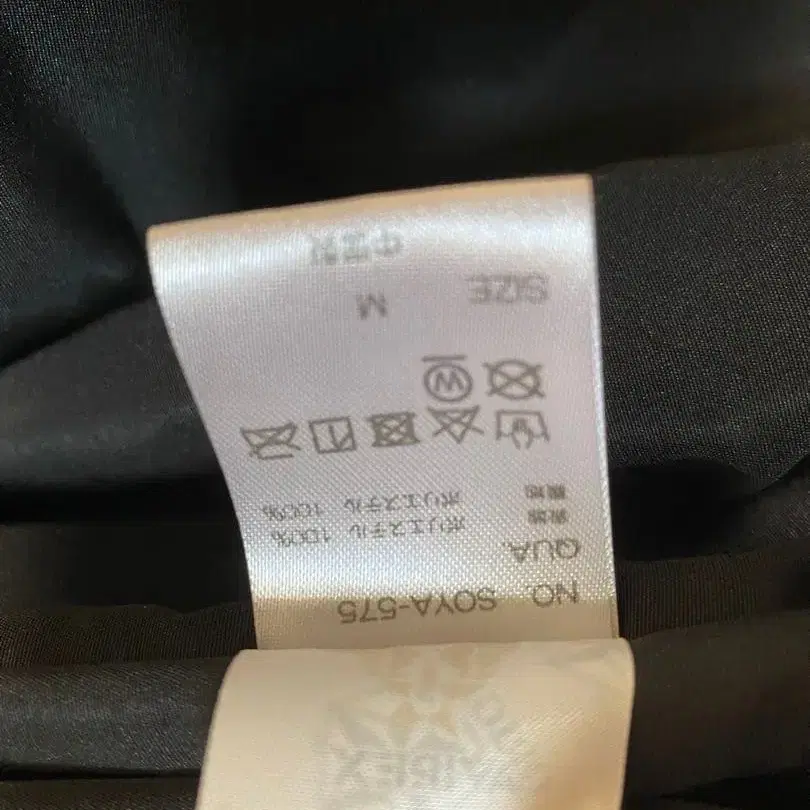 NO. SOYA-575
QUA.
表地 ポリエステル 100%
裏地 ポリエステル 100%
W
SIZE M
中国製